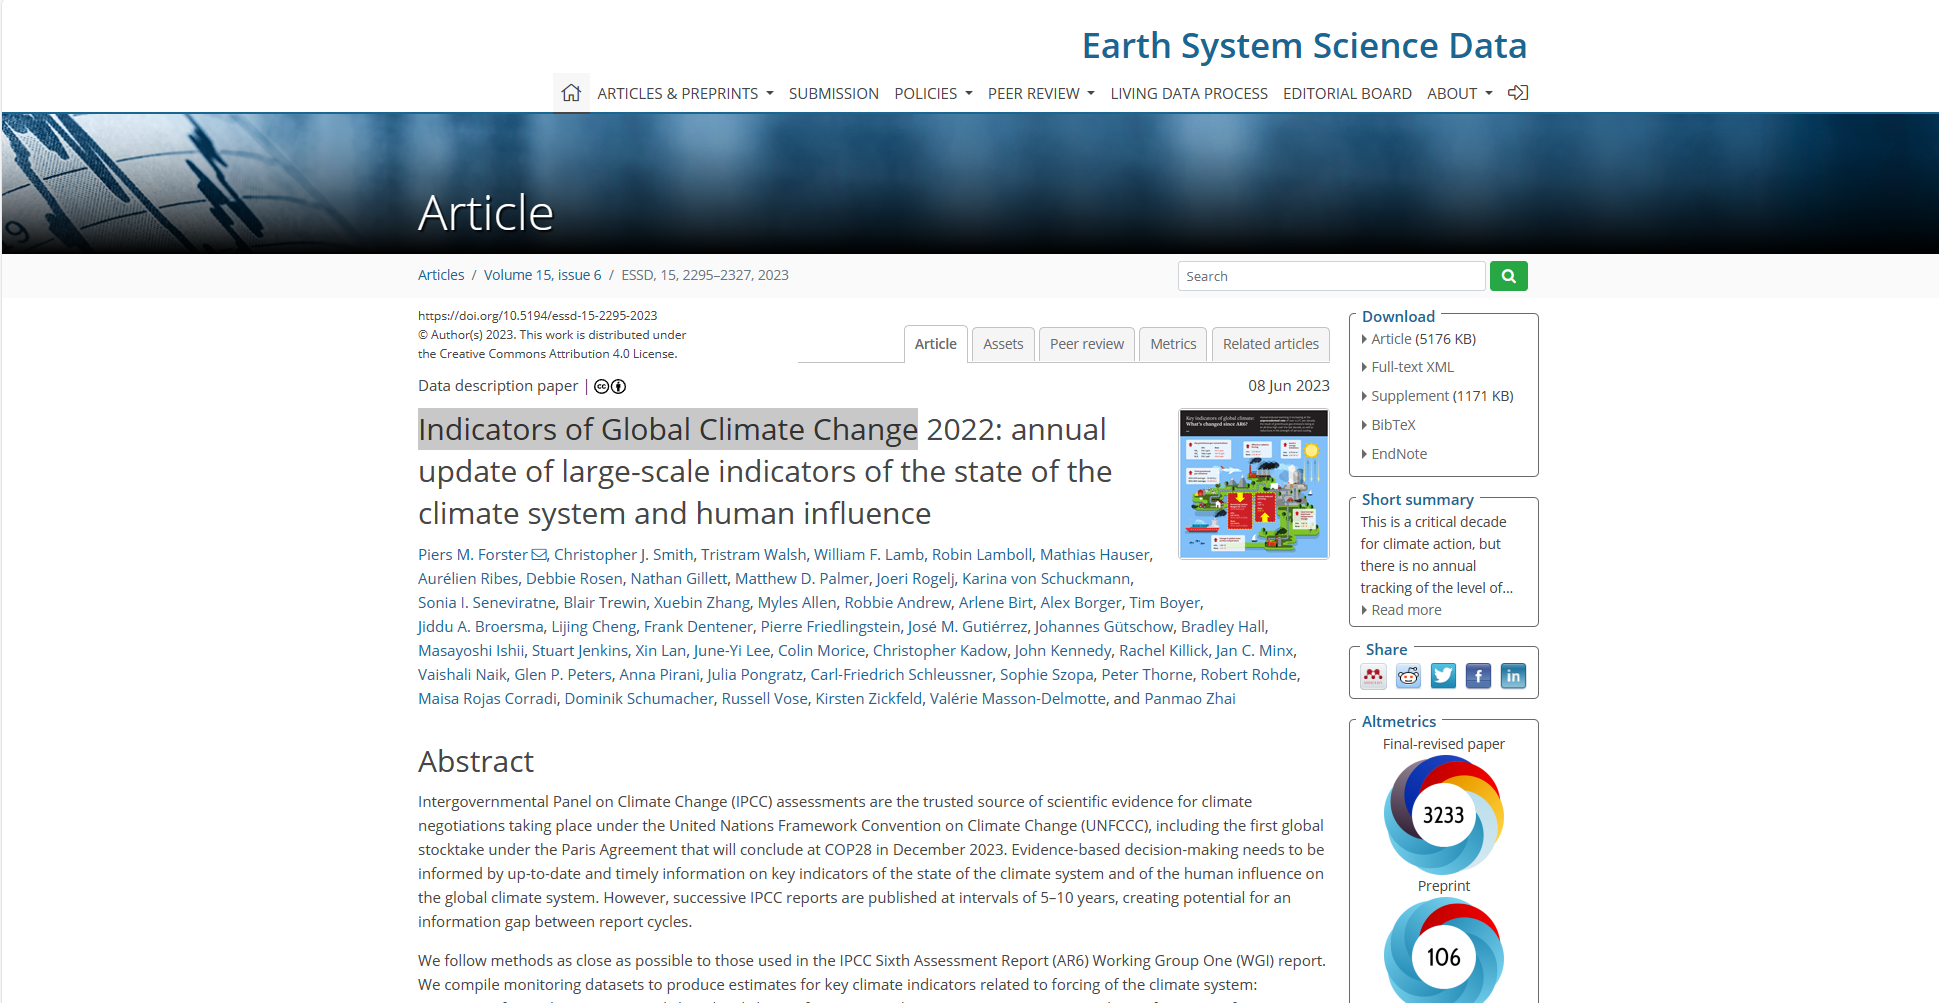 Earth System Science Data
ARTICLES & PREPRINTS SUBMISSION POLICIES PEER REVIEW LIVING DATA PROCESS EDITORIAL BOARD ABOUT
Article
Articles / Volume 15, issue 6 / ESSD, 15, 2295–2327, 2023
Search
https://doi.org/10.5194/essd-15-2295-2023
© Author(s) 2023. This work is distributed under
the Creative Commons Attribution 4.0 License.
Article Assets Peer review Metrics Related articles
Data description paper |
08 Jun 2023
Indicators of Global Climate Change 2022: annual
update of large-scale indicators of the state of the
climate system and human influence
Key indicators of global climate:
What's changed since AR6?
Piers M. Forster, Christopher J. Smith, Tristram Walsh, William F. Lamb, Robin Lamboll, Mathias Hauser,
Aurélien Ribes, Debbie Rosen, Nathan Gillett, Matthew D. Palmer, Joeri Rogelj, Karina von Schuckmann,
Sonia I. Seneviratne, Blair Trewin, Xuebin Zhang, Myles Allen, Robbie Andrew, Arlene Birt, Alex Borger, Tim Boyer,
Jiddu A. Broersma, Lijing Cheng, Frank Dentener, Pierre Friedlingstein, José M. Gutiérrez, Johannes Gütschow, Bradley Hall,
Masayoshi Ishii, Stuart Jenkins, Xin Lan, June-Yi Lee, Colin Morice, Christopher Kadow, John Kennedy, Rachel Killick, Jan C. Minx,
Vaishali Naik, Glen P. Peters, Anna Pirani, Julia Pongratz, Carl-Friedrich Schleussner, Sophie Szopa, Peter Thorne, Robert Rohde,
Maisa Rojas Corradi, Dominik Schumacher, Russell Vose, Kirsten Zickfeld, Valérie Masson-Delmotte, and Panmao Zhai
Abstract
Intergovernmental Panel on Climate Change (IPCC) assessments are the trusted source of scientific evidence for climate
negotiations taking place under the United Nations Framework Convention on Climate Change (UNFCCC), including the first global
stocktake under the Paris Agreement that will conclude at COP28 in December 2023. Evidence-based decision-making needs to be
informed by up-to-date and timely information on key indicators of the state of the climate system and of the human influence on
the global climate system. However, successive IPCC reports are published at intervals of 5–10 years, creating potential for an
information gap between report cycles.
We follow methods as close as possible to those used in the IPCC Sixth Assessment Report (AR6) Working Group One (WGI) report.
We compile monitoring datasets to produce estimates for key climate indicators related to forcing of the climate system:
Download
Article (5176 KB)
Full-text XML
Supplement (1171 KB)
BibTeX
EndNote
Short summary
This is a critical decade
for climate action, but
there is no annual
tracking of the level of...
Read more
Share
Altmetrics
Final-revised paper
3233
Preprint
106